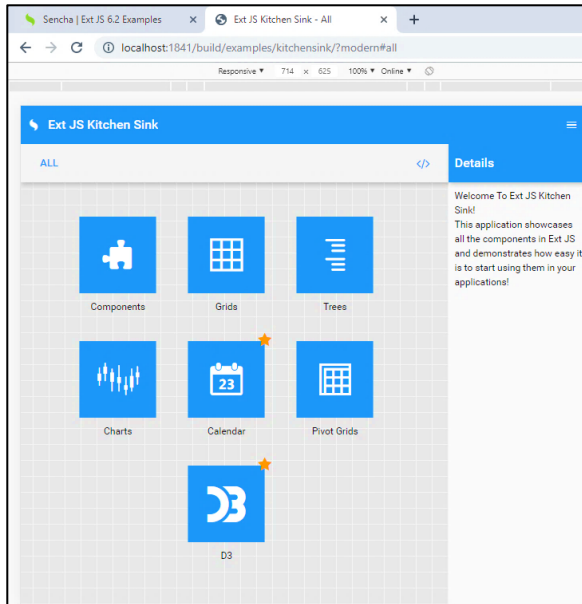 Sencha | Ext JS 6.2 Examples
Ext JS Kitchen Sink - All
localhost:1841/build/examples/kitchensink/?modern#all
Responsive ▼ 714 × 625 100% ▼ Online ▼
Ext JS Kitchen Sink
ALL
</>
Details
Welcome To Ext JS Kitchen
Sink!
This application showcases
all the components in Ext JS
and demonstrates how easy it
is to start using them in your
applications!
Components
Grids
Trees
Charts
23
Calendar
Pivot Grids
D3
D3